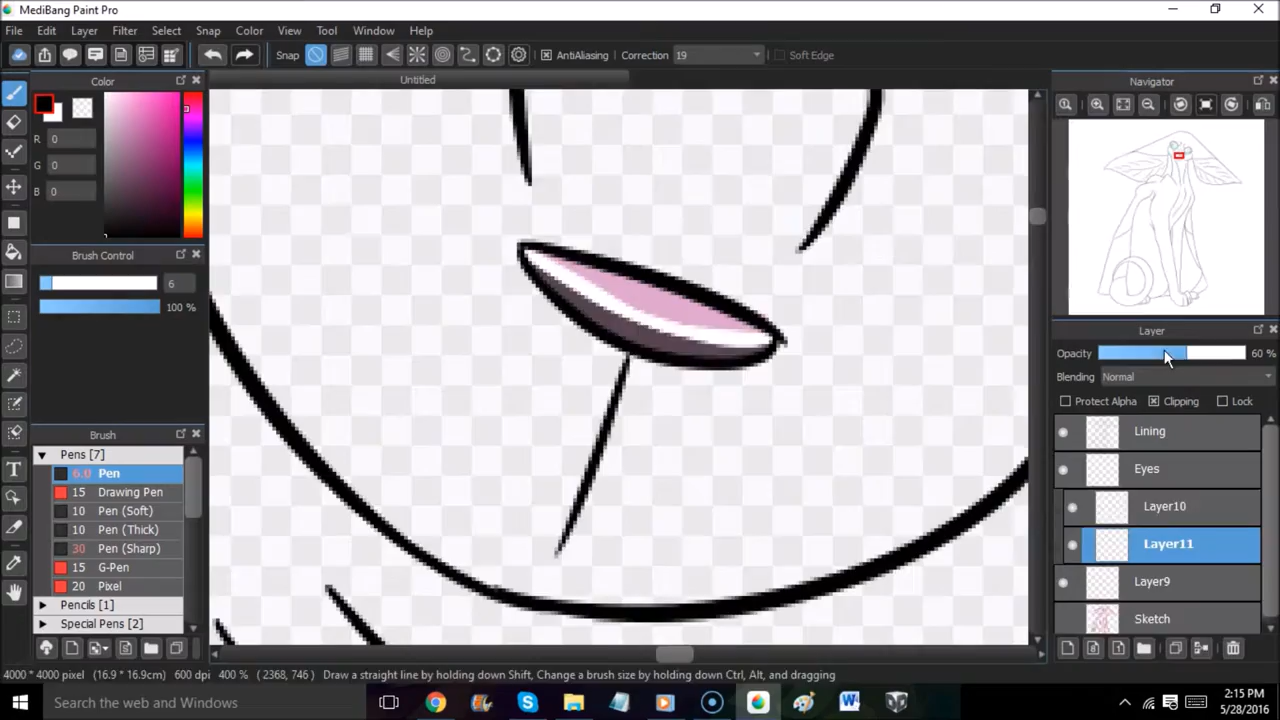 MediBang Paint Pro
File Edit Layer Filter Select Snap Color View Tool Window Help
Snap AntiAliasing Correction 19 Soft Edge
Color
Untitled
Navigator
R 0
G 0
B 0
Brush Control
6
100 %
Layer
Opacity 60 %
Blending Normal
Protect Alpha Clipping Lock
Lining
Eyes
Layer10
Layer11
Layer9
Sketch
Brush
Pens [7]
6.0 Pen
15 Drawing Pen
10 Pen (Soft)
10 Pen (Thick)
30 Pen (Sharp)
15 G-Pen
20 Pixel
Pencils [1]
Special Pens [2]
4000 * 4000 pixel (16.9 * 16.9cm) 600 dpi 400 % (2368, 746) Draw a straight line by holding down Shift, Change a brush size by holding down Ctrl, Alt, and dragging
Search the web and Windows
2:15 PM
5/28/2016